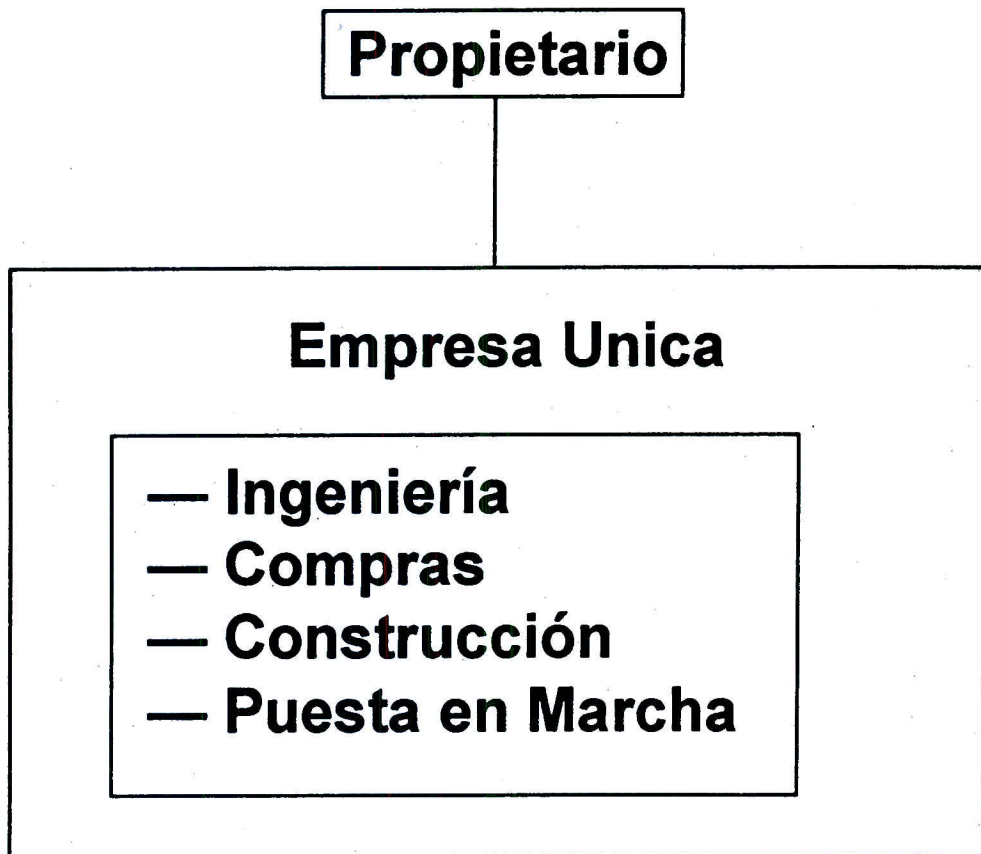 Propietario
Empresa Unica
— Ingeniería
— Compras
— Construcción
— Puesta en Marcha